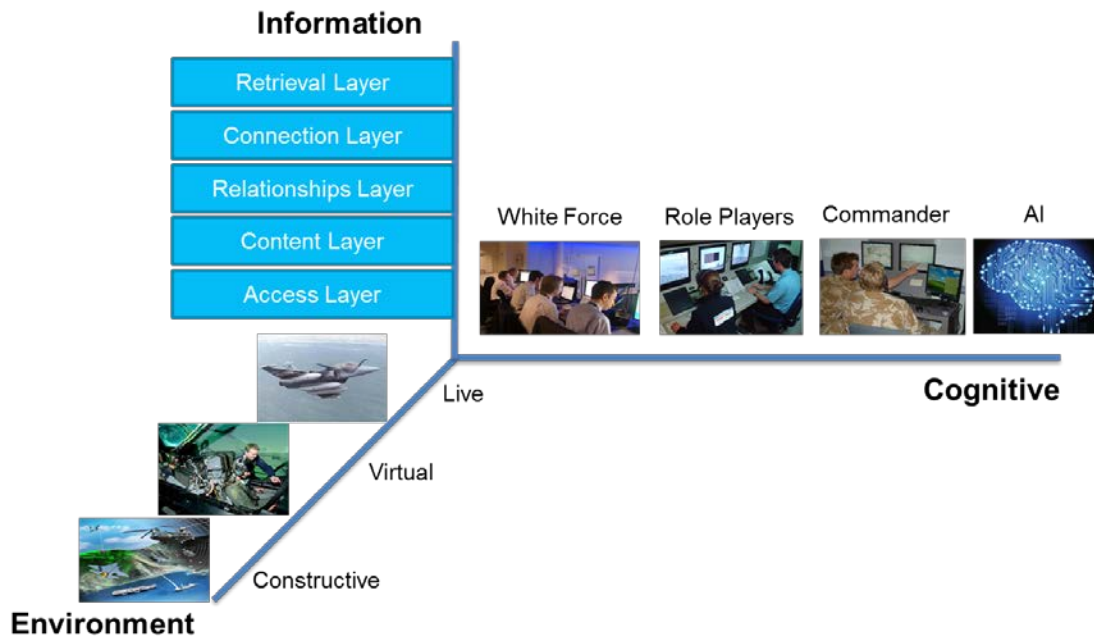 Information
Retrieval Layer
Connection Layer
Relationships Layer
Content Layer
Access Layer
White Force
Role Players
Commander
AI
Live
Cognitive
Virtual
Constructive
Environment